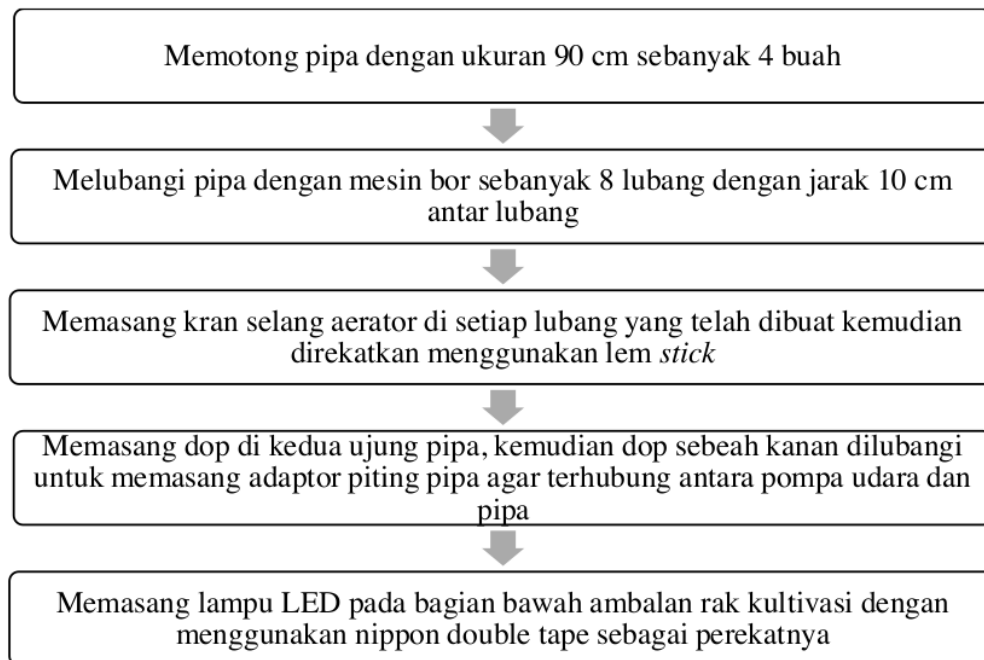 Memotong pipa dengan ukuran 90 cm sebanyak 4 buah
Melubangi pipa dengan mesin bor sebanyak 8 lubang dengan jarak 10 cm
antar lubang
Memasang kran selang aerator di setiap lubang yang telah dibuat kemudian
direkatkan menggunakan lem stick
Memasang dop di kedua ujung pipa, kemudian dop sebeah kanan dilubangi
untuk memasang adaptor piting pipa agar terhubung antara pompa udara dan
pipa
Memasang lampu LED pada bagian bawah ambalan rak kultivasi dengan
menggunakan nippon double tape sebagai perekatnya